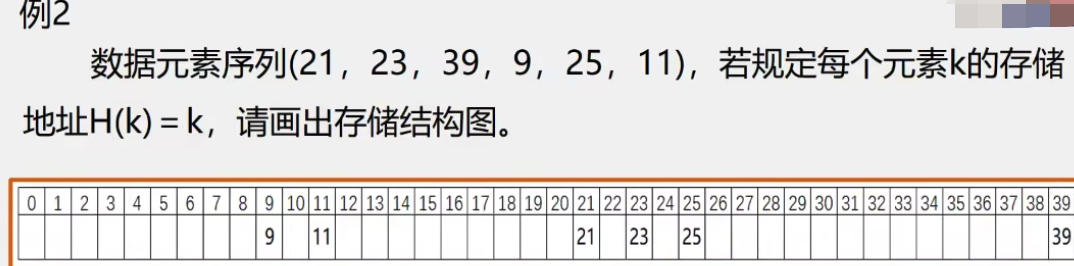 例2
数据元素序列(21，23，39，9，25，11)，若规定每个元素k的存储
地址H(k)＝k，请画出存储结构图。
0 1 2 3 4 5 6 7 8 9 10 11 12 13 14 15 16 17 18 19 20 21 22 23 24 25 26 27 28 29 30 31 32 33 34 35 36 37 38 39
9 11 21 23 25 39